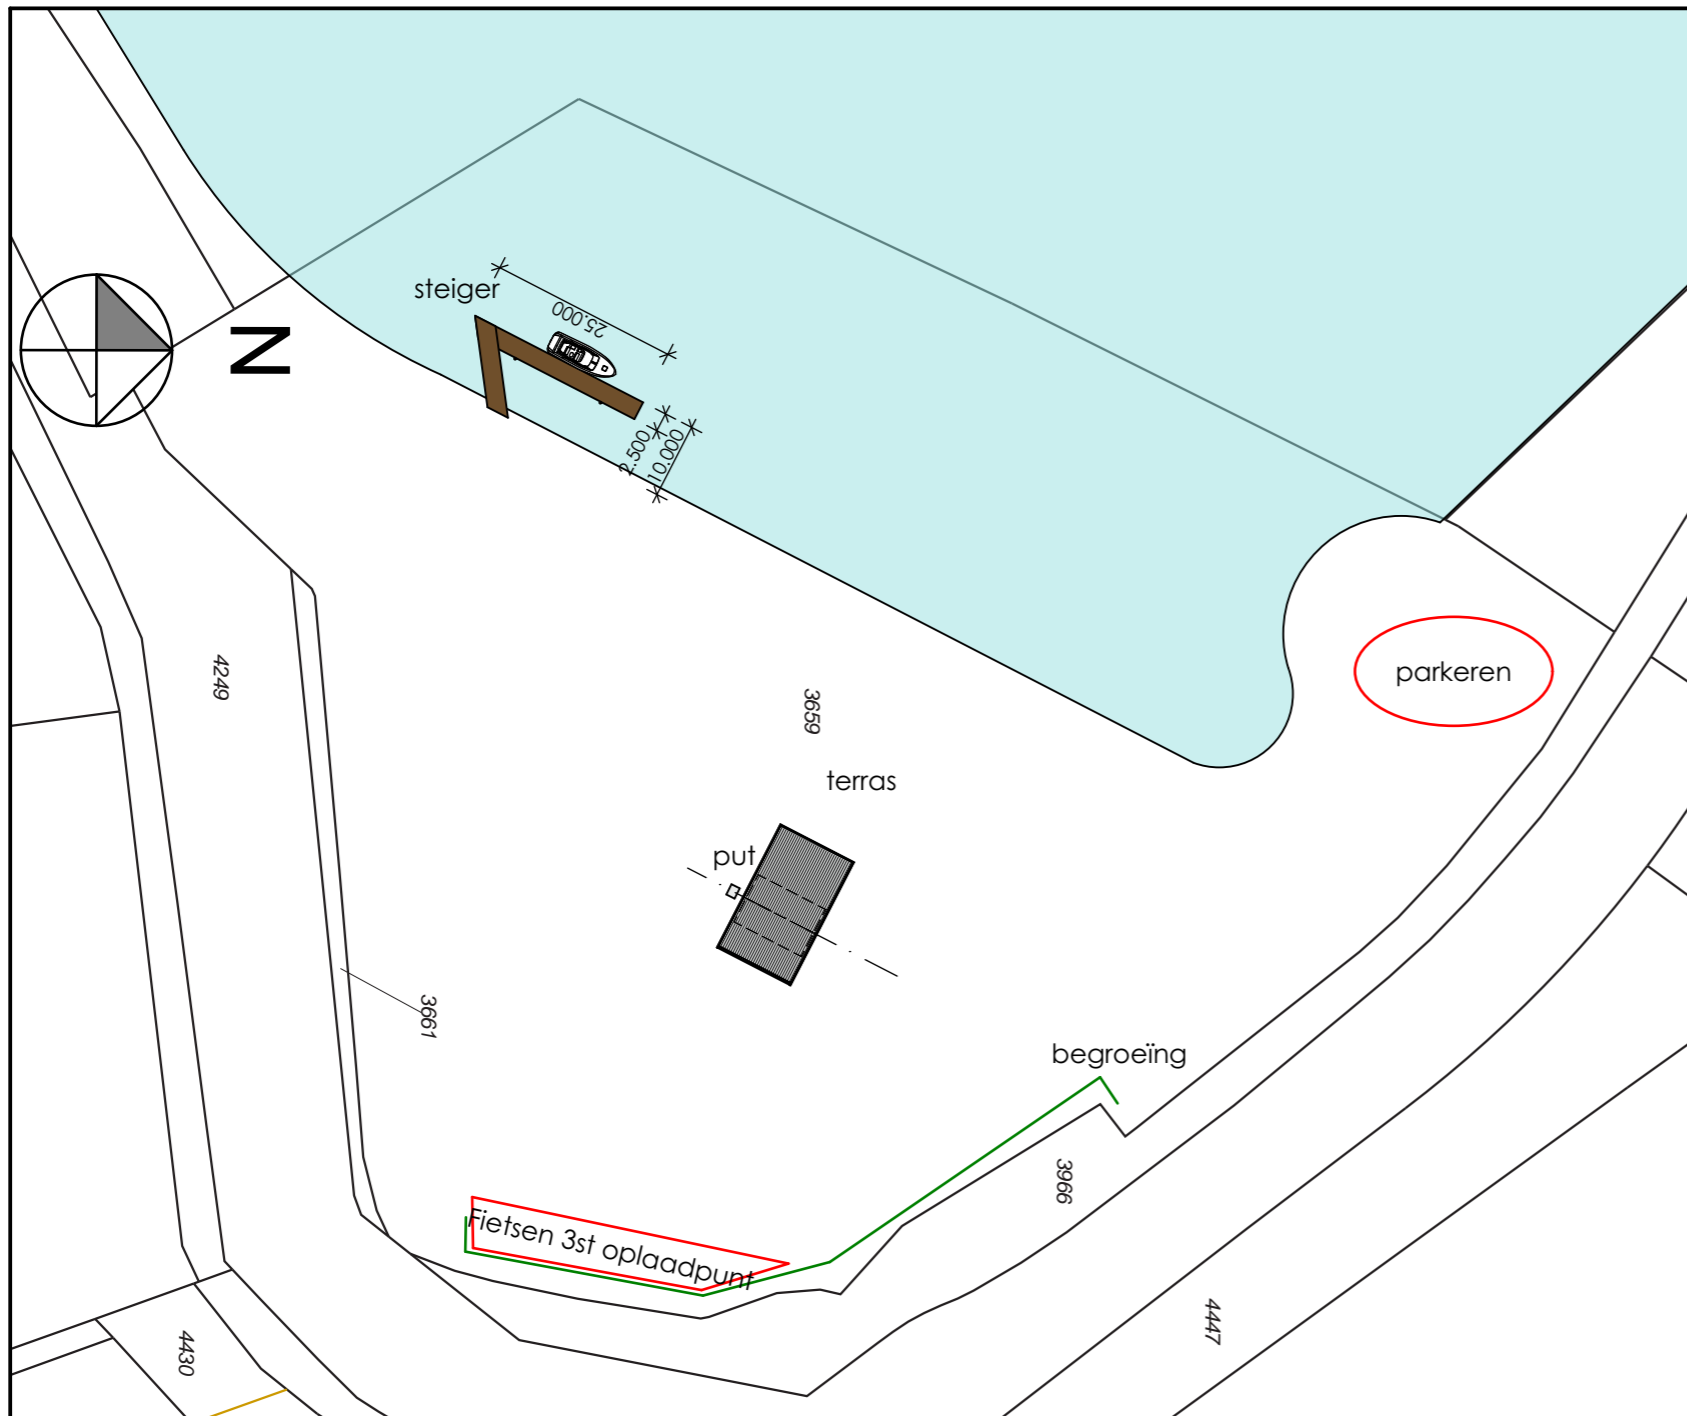 steiger
25.000
N
2.500
10.000
parkeren
4249
3659
terras
put
3661
begroeïng
3966
Fietsen 3st oplaadpunt
4447
4430